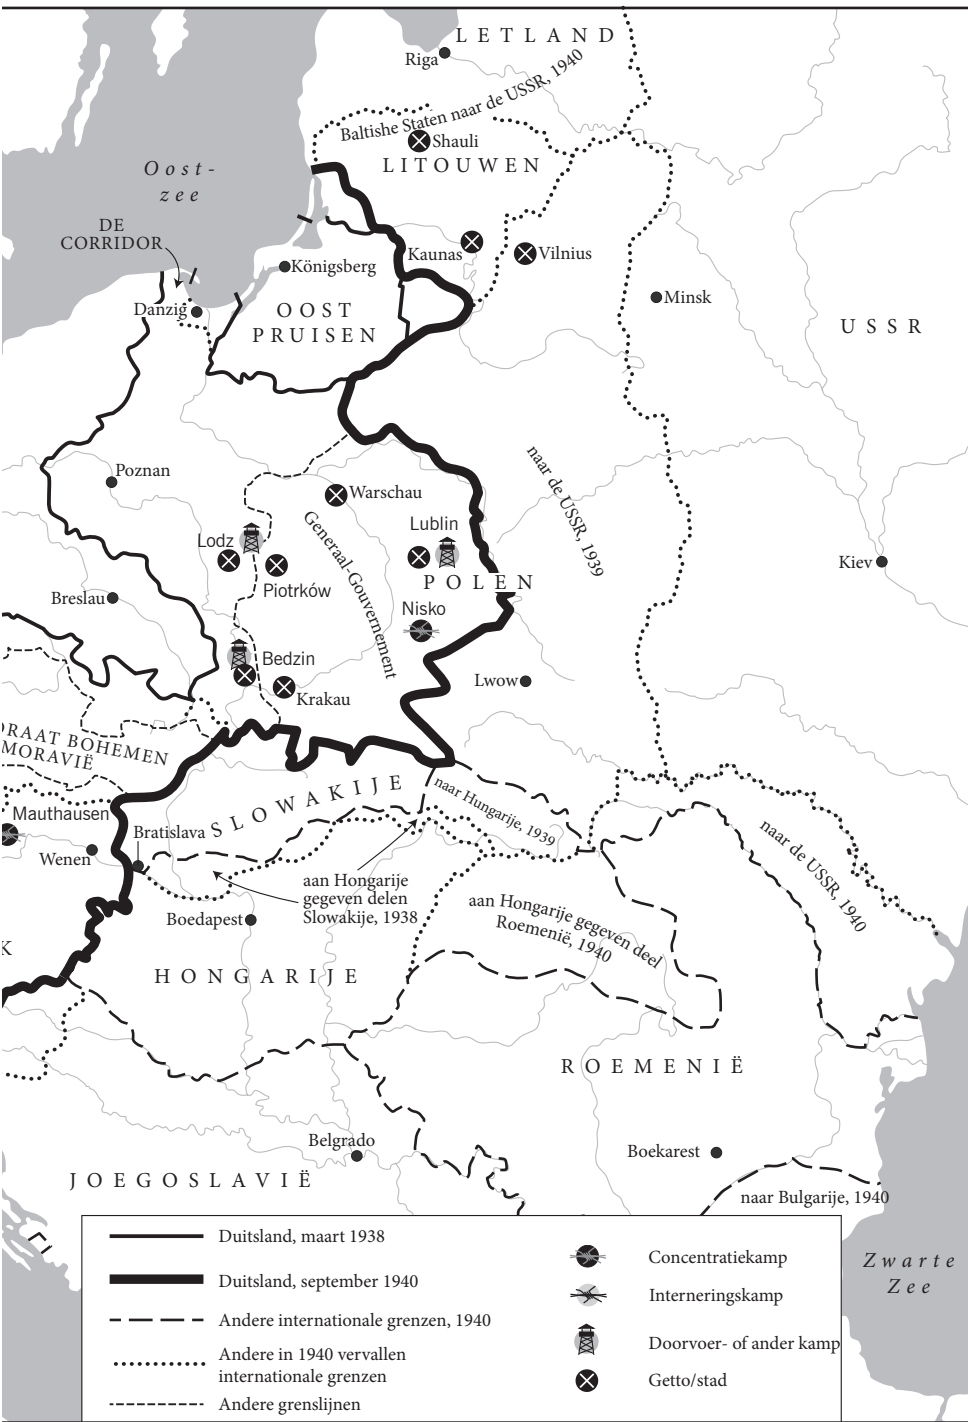 LETLAND
Riga
Baltishe Staten naar de USSR, 1940
Shauli
LITOUWEN
Oost-
zee
DE
CORRIDOR
Kaunas
Vilnius
Königsberg
Minsk
Danzig
OOST
PRUISEN
USSR
naar de USSR, 1939
Poznan
Warschau
Generaal-Gouvernement
Lodz
Lublin
Piotrków
POLEN
Kiev
Breslau
Nisko
Bedzin
Krakau
Lwow
ORAAT BOHEMEN
MORAVIË
SLOWAKIJE
naar Hongarije, 1939
Mauthausen
Bratislava
Wenen
naar de USSR, 1940
aan Hongarije
gegeven delen
Slowakije, 1938
aan Hongarije gegeven deel
Roemenië, 1940
Boedapest
K
HONGARIJE
ROEMENIË
Belgrado
Boekarest
JOEGOSLAVIË
naar Bulgarije, 1940
Zwarte
Zee
Duitsland, maart 1938
Duitsland, september 1940
Andere internationale grenzen, 1940
Andere in 1940 vervallen
internationale grenzen
Andere grenslijnen
Concentratiekamp
Interneringskamp
Doorvoer- of ander kamp
Getto/stad